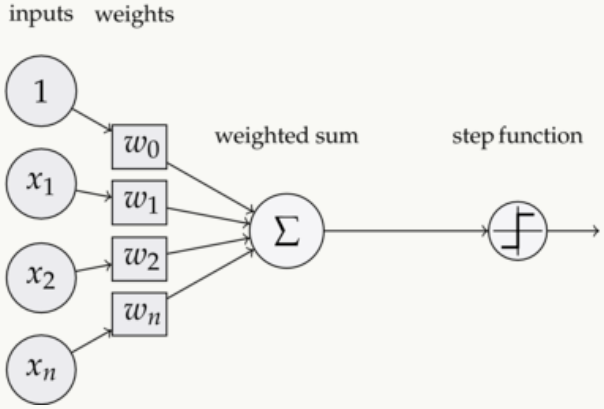 inputs weights
1
w₀
weighted sum
step function
x₁
w₁
Σ
x₂
w₂
wₙ
xₙ